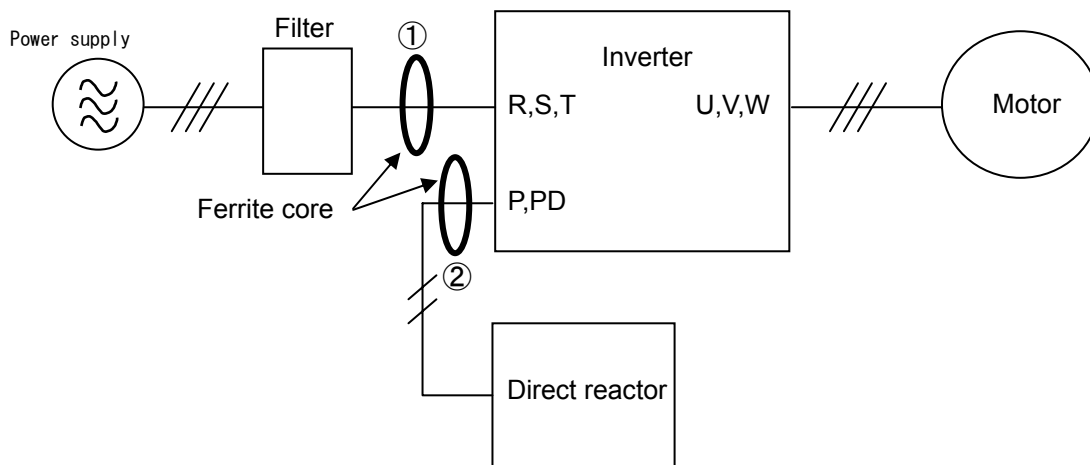 Power supply
Filter
①
Inverter
R,S,T
U,V,W
Motor
Ferrite core
P,PD
②
Direct reactor